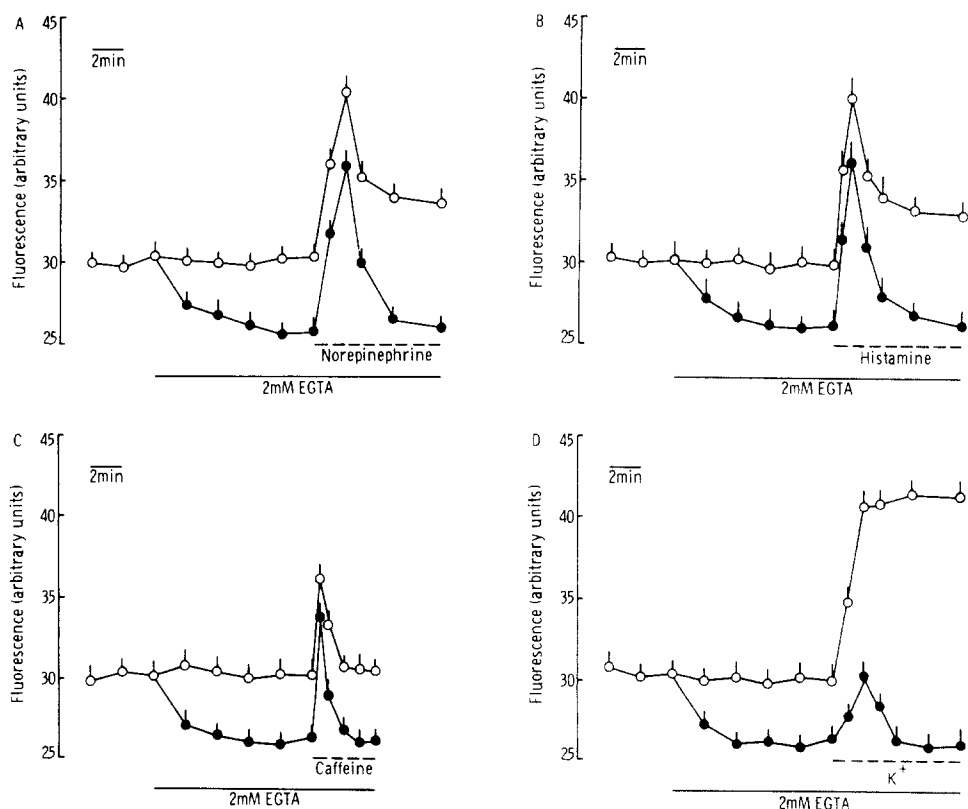 A
45
40
35
30
25
Fluorescence (arbitrary units)
2min
Norepinephrine
2mM EGTA
B
45
40
35
30
25
Fluorescence (arbitrary units)
2min
Histamine
2mM EGTA
C
45
40
35
30
25
Fluorescence (arbitrary units)
2min
Caffeine
2mM EGTA
D
45
40
35
30
25
Fluorescence (arbitrary units)
2min
K+
2mM EGTA